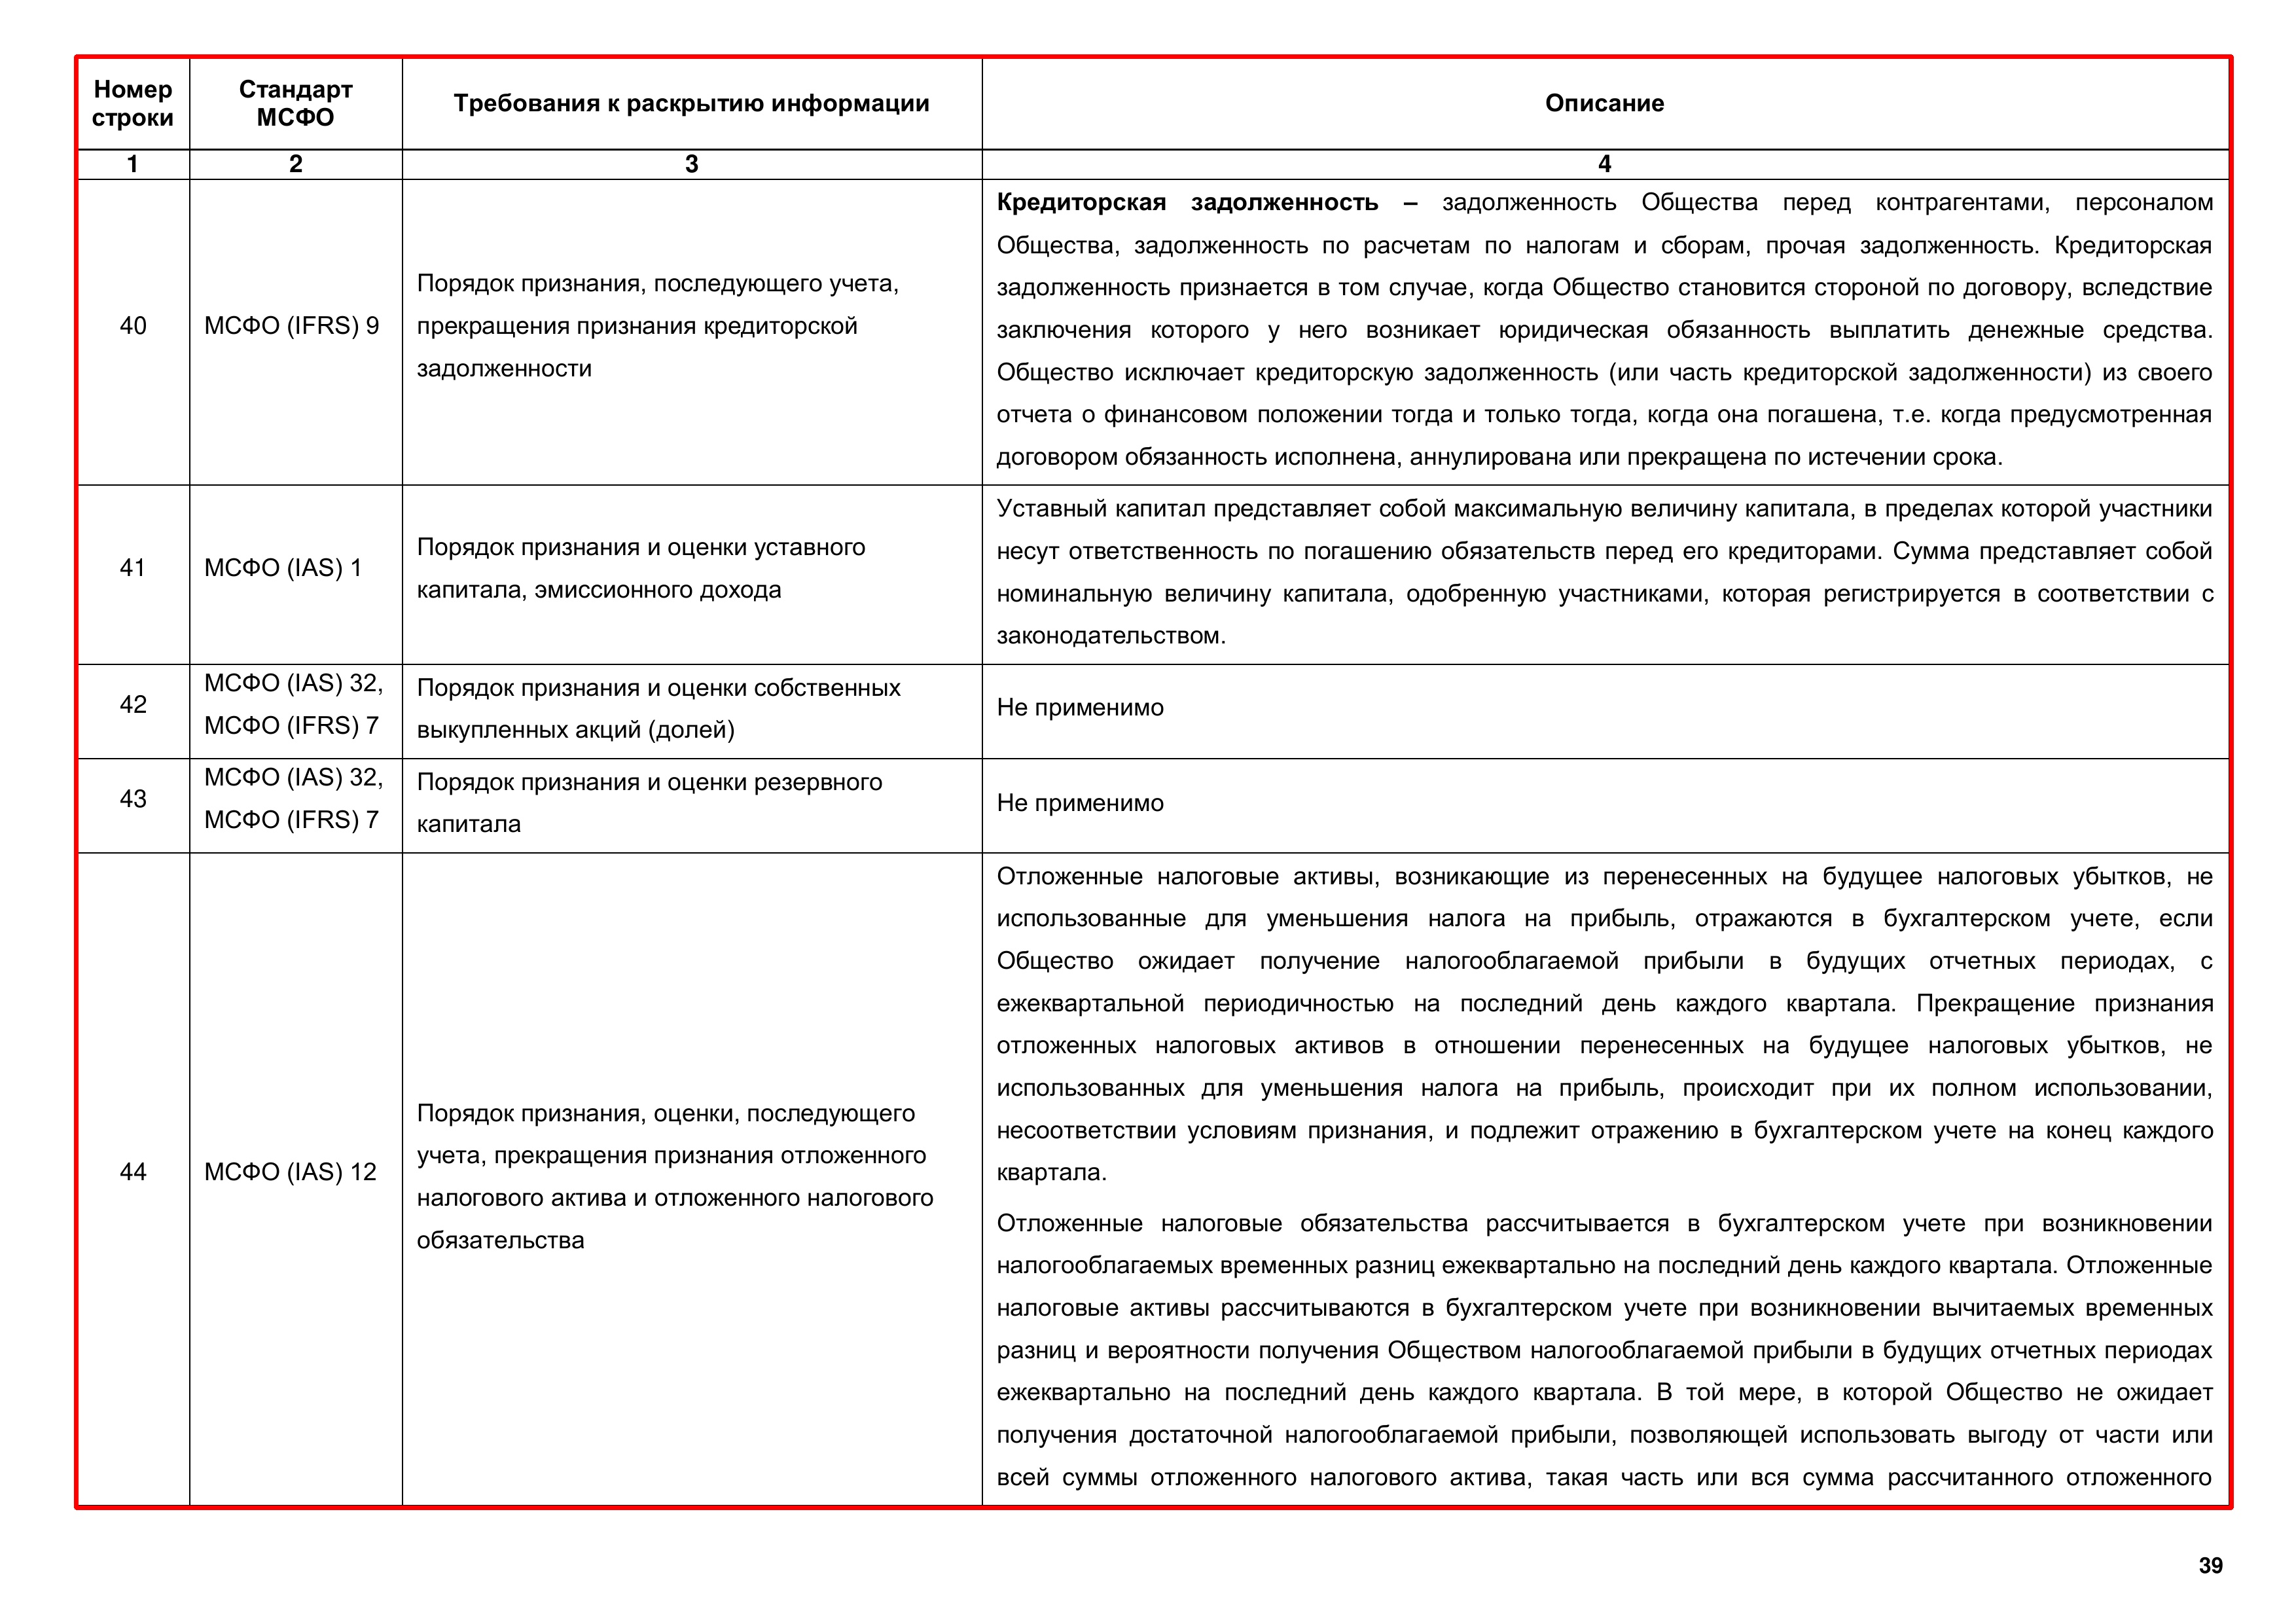 Номер
строки
Стандарт
МСФО
Требования к раскрытию информации
Описание
1
2
3
4
40
МСФО (IFRS) 9
Порядок признания, последующего учета,
прекращения признания кредиторской
задолженности
Кредиторская задолженность – задолженность Общества перед контрагентами, персоналом
Общества, задолженность по расчетам по налогам и сборам, прочая задолженность. Кредиторская
задолженность признается в том случае, когда Общество становится стороной по договору, вследствие
заключения которого у него возникает юридическая обязанность выплатить денежные средства.
Общество исключает кредиторскую задолженность (или часть кредиторской задолженности) из своего
отчета о финансовом положении тогда и только тогда, когда она погашена, т.е. когда предусмотренная
договором обязанность исполнена, аннулирована или прекращена по истечении срока.
41
МСФО (IAS) 1
Порядок признания и оценки уставного
капитала, эмиссионного дохода
Уставный капитал представляет собой максимальную величину капитала, в пределах которой участники
несут ответственность по погашению обязательств перед его кредиторами. Сумма представляет собой
номинальную величину капитала, одобренную участниками, которая регистрируется в соответствии с
законодательством.
42
МСФО (IAS) 32,
МСФО (IFRS) 7
Порядок признания и оценки собственных
выкупленных акций (долей)
Не применимо
43
МСФО (IAS) 32,
МСФО (IFRS) 7
Порядок признания и оценки резервного
капитала
Не применимо
44
МСФО (IAS) 12
Порядок признания, оценки, последующего
учета, прекращения признания отложенного
налогового актива и отложенного налогового
обязательства
Отложенные налоговые активы, возникающие из перенесенных на будущее налоговых убытков, не
использованные для уменьшения налога на прибыль, отражаются в бухгалтерском учете, если
Общество ожидает получение налогооблагаемой прибыли в будущих отчетных периодах, с
ежеквартальной периодичностью на последний день каждого квартала. Прекращение признания
отложенных налоговых активов в отношении перенесенных на будущее налоговых убытков, не
использованных для уменьшения налога на прибыль, происходит при их полном использовании,
несоответствии условиям признания, и подлежит отражению в бухгалтерском учете на конец каждого
квартала.
Отложенные налоговые обязательства рассчитывается в бухгалтерском учете при возникновении
налогооблагаемых временных разниц ежеквартально на последний день каждого квартала. Отложенные
налоговые активы рассчитываются в бухгалтерском учете при возникновении вычитаемых временных
разниц и вероятности получения Обществом налогооблагаемой прибыли в будущих отчетных периодах
ежеквартально на последний день каждого квартала. В той мере, в которой Общество не ожидает
получения достаточной налогооблагаемой прибыли, позволяющей использовать выгоду от части или
всей суммы отложенного налогового актива, такая часть или вся сумма рассчитанного отложенного
39